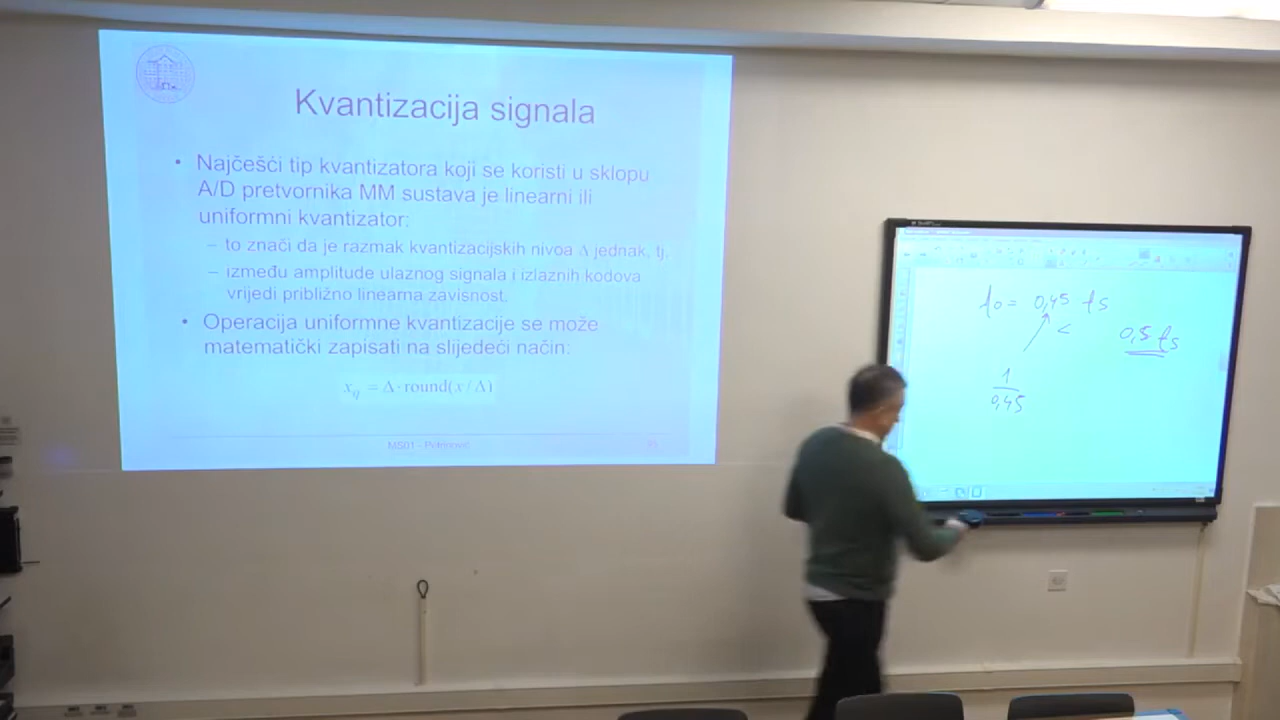 Kvantizacija signala
• Najčešći tip kvantizatora koji se koristi u sklopu
A/D pretvornika MM sustava je linearni ili
uniformni kvantizator:
– to znači da je razmak kvantizacijskih nivoa Δ jednak, tj.
– između amplitude ulaznog signala i izlaznih kodova
vrijedi približno linearna zavisnost.
• Operacija uniformne kvantizacije se može
matematički zapisati na slijedeći način:
x_q = Δ·round(x/Δ)
MS01 - Petrinović
f0 = 0,45 fs
< 0,5 fs
1
0,45